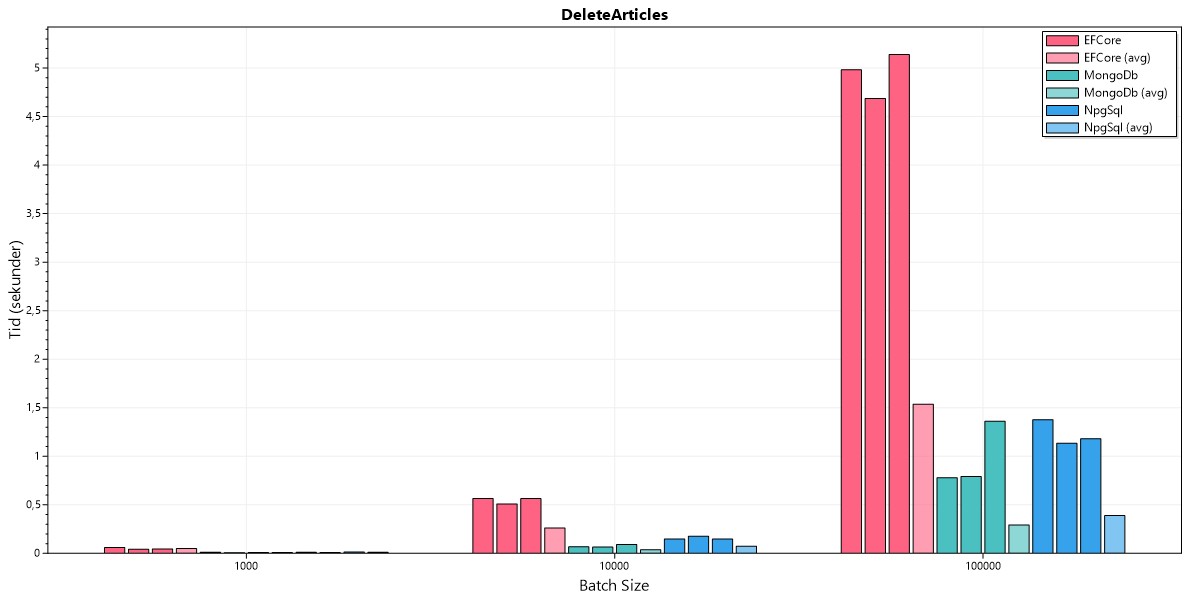 DeleteArticles
EFCore
EFCore (avg)
MongoDb
MongoDb (avg)
NpgSql
NpgSql (avg)
Tid (sekunder)
5
4,5
4
3,5
3
2,5
2
1,5
1
0,5
0
1000
10000
100000
Batch Size